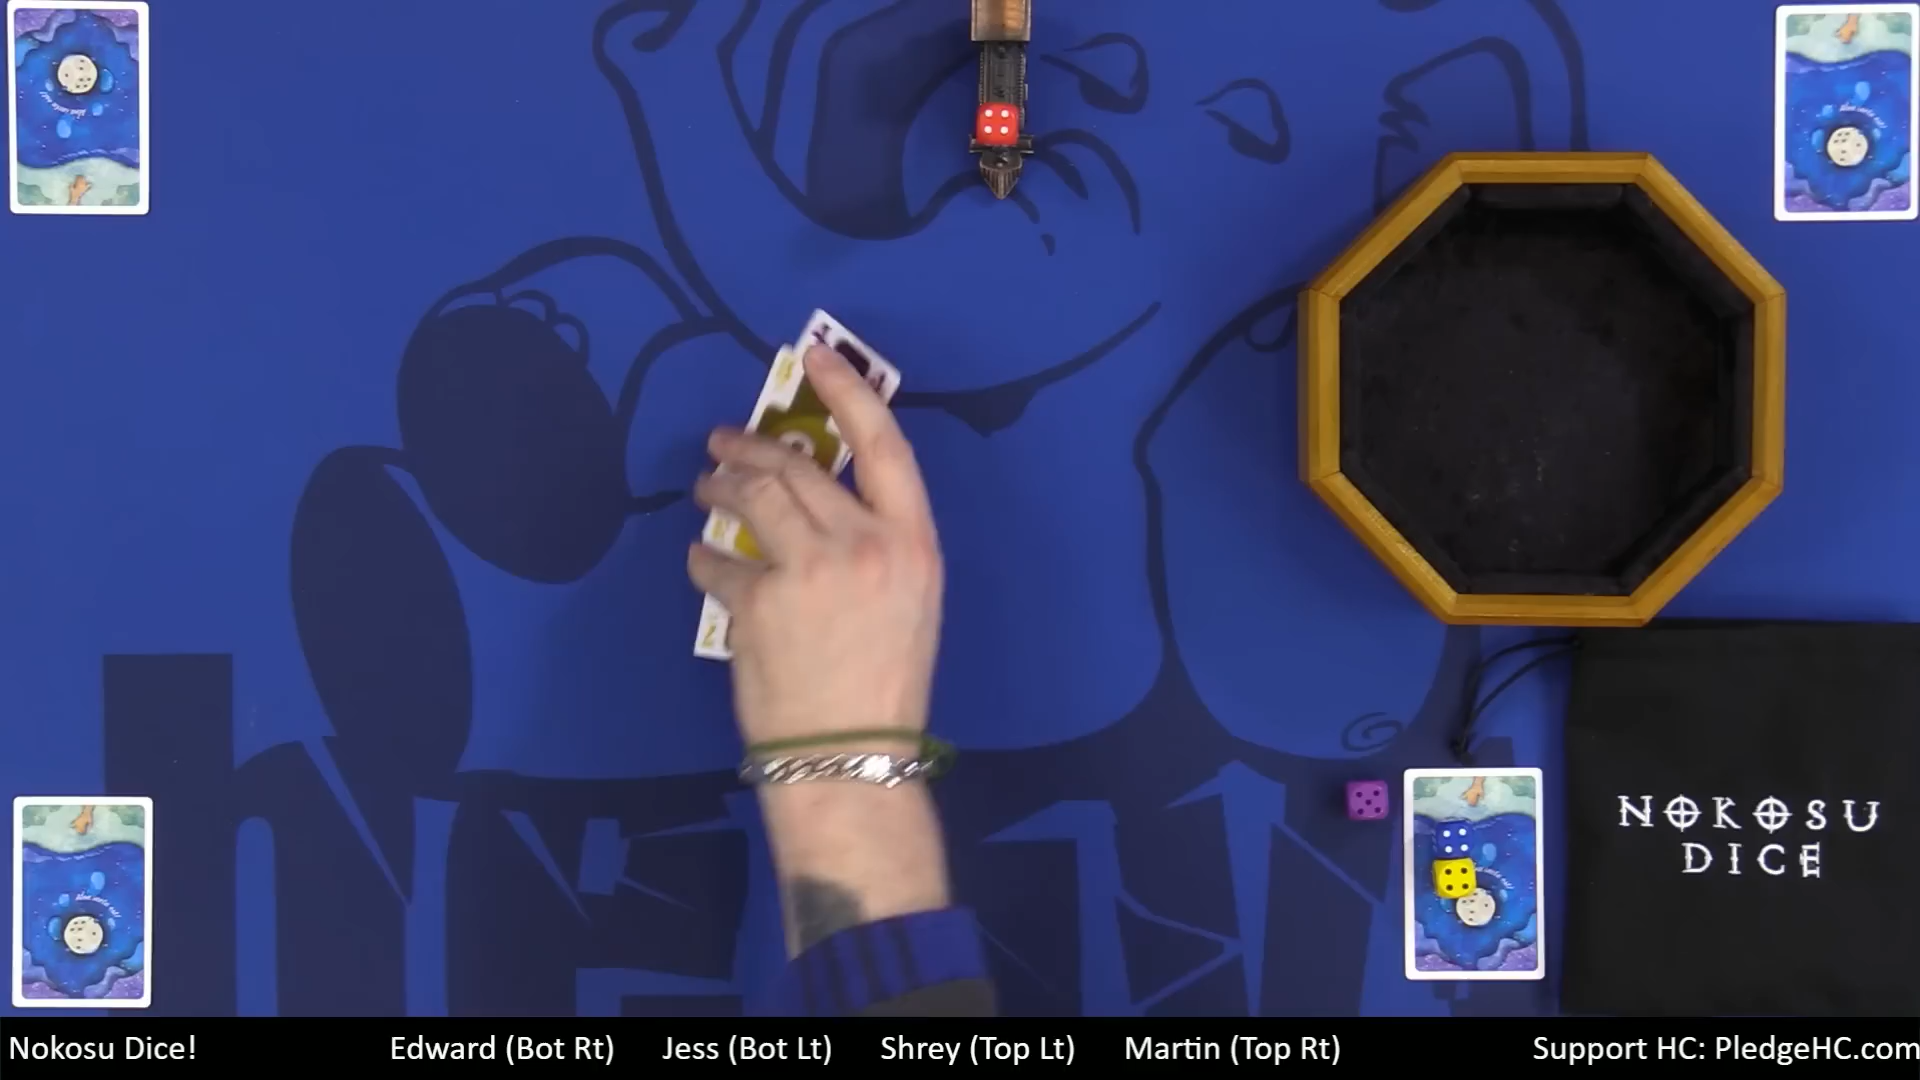 NOKOSU
DICE
Nokosu Dice! Edward (Bot Rt) Jess (Bot Lt) Shrey (Top Lt) Martin (Top Rt) Support HC: PledgeHC.com